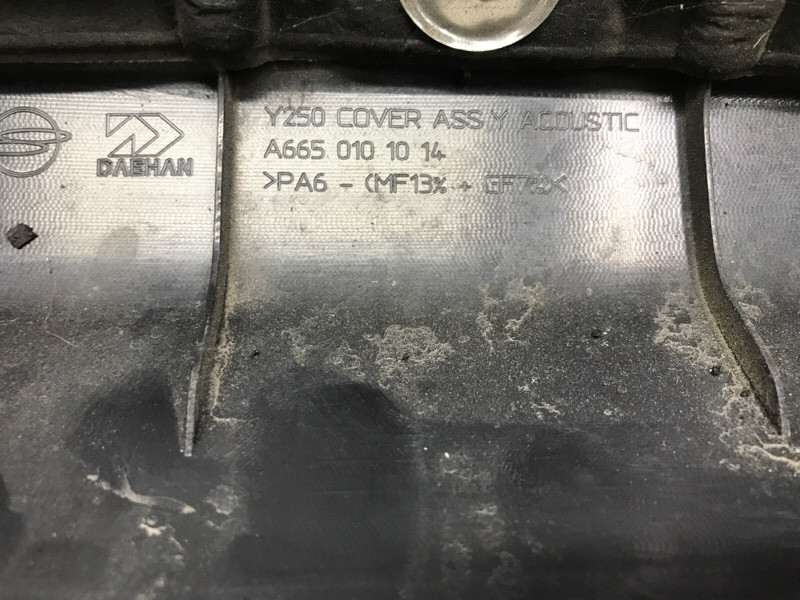 Y250 COVER ASS'Y ACOUSTIC
DAEHAN
A665 010 10 14
>PA6 - (MF13% + GF7%)<